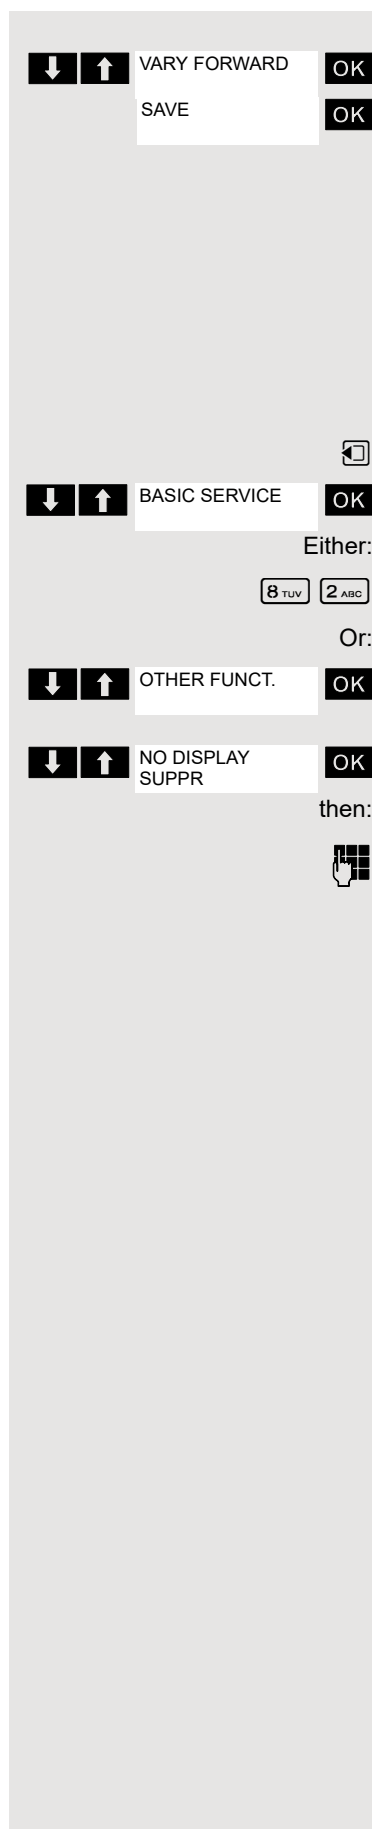 VARY FORWARD OK
SAVE OK
BASIC SERVICE OK
Either:
8 TUV 2 ABC
Or:
OTHER FUNCT. OK
NO DISPLAY OK
SUPPR
then: